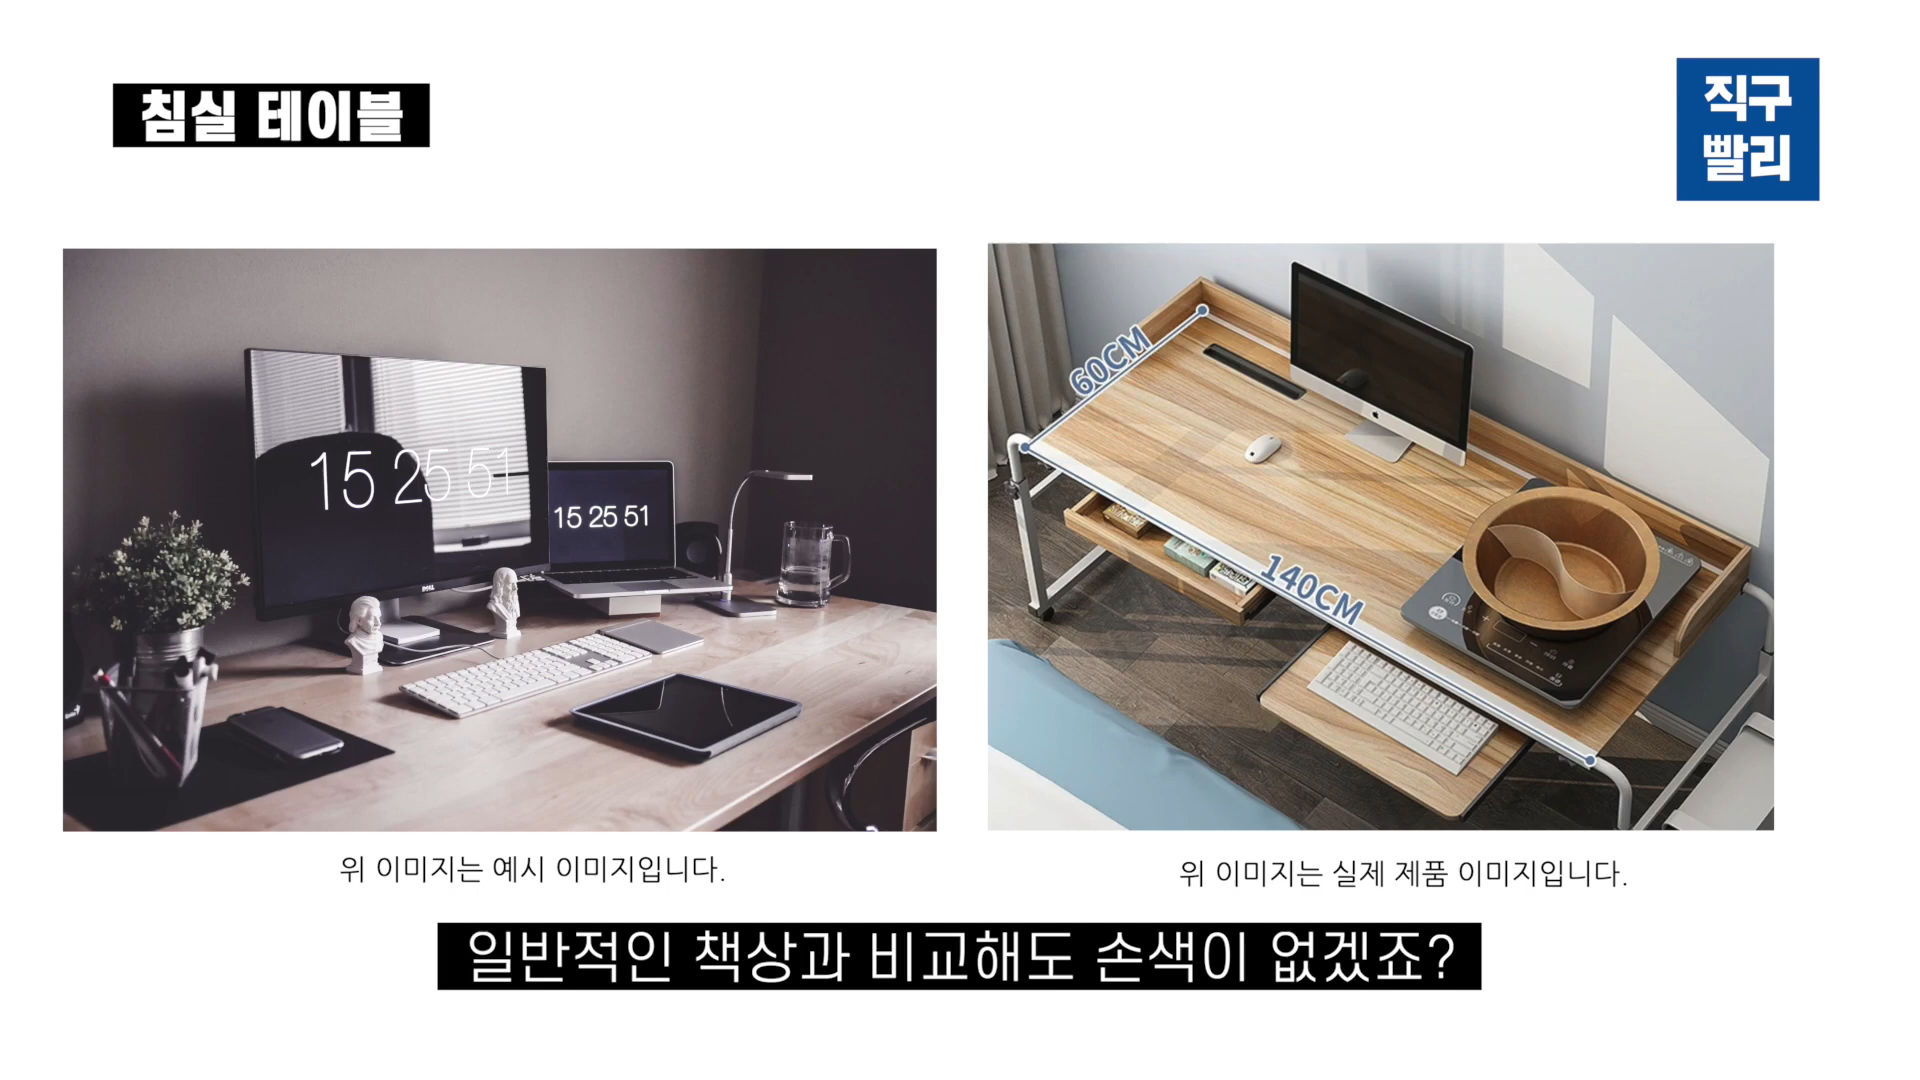 침실 테이블
직구
빨리
15 25 51
15 25 51
DELL
60CM
140CM
위 이미지는 예시 이미지입니다.
위 이미지는 실제 제품 이미지입니다.
일반적인 책상과 비교해도 손색이 없겠죠?